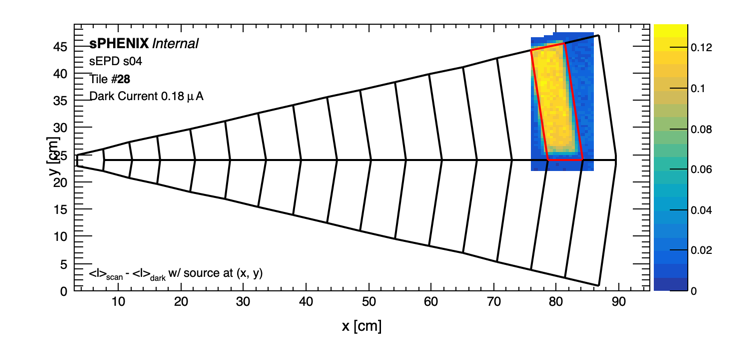 sPHENIX Internal
sEPD s04
Tile #28
Dark Current 0.18 μA
y [cm]
45
40
35
30
25
20
15
10
5
0
<I>scan - <I>dark w/ source at (x, y)
10 20 30 40 50 60 70 80 90
x [cm]
0.12
0.1
0.08
0.06
0.04
0.02
0